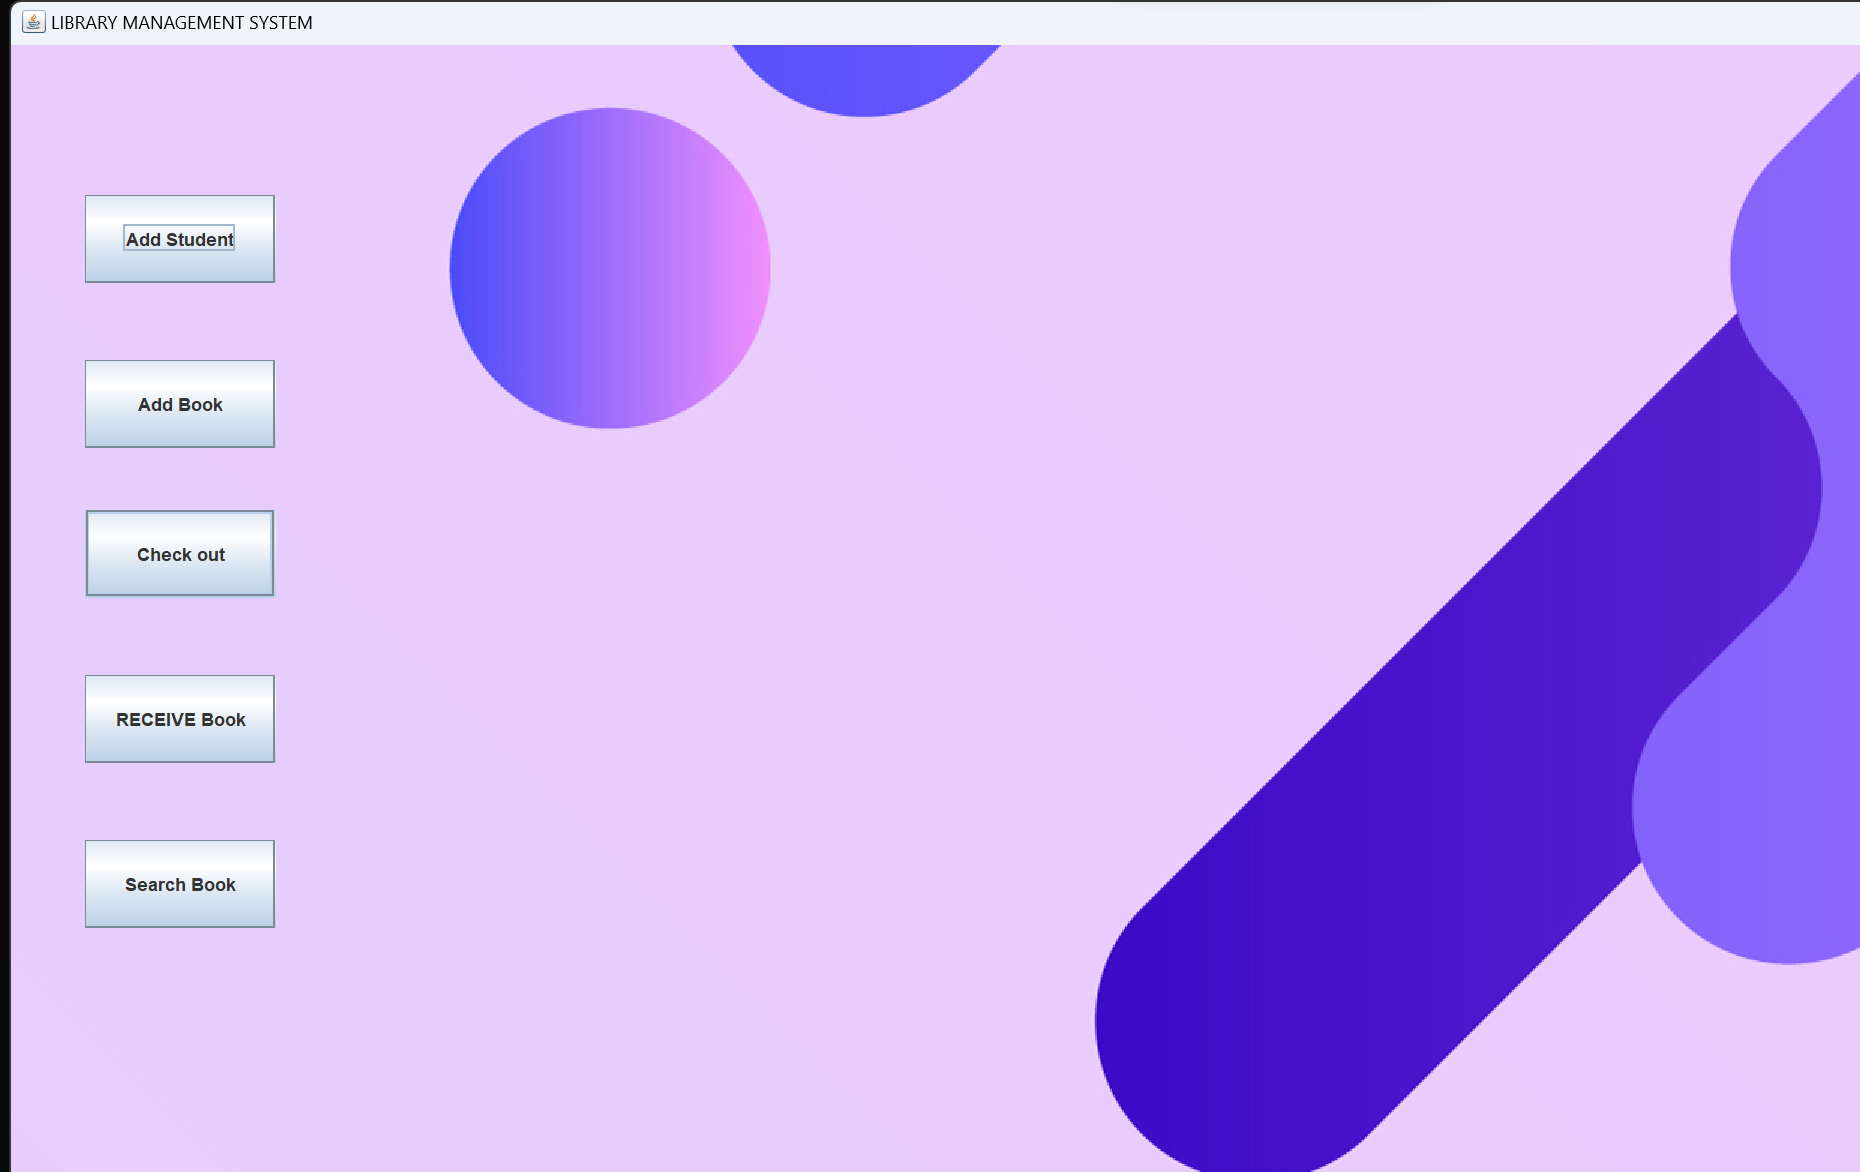 LIBRARY MANAGEMENT SYSTEM
Add Student
Add Book
Check out
RECEIVE Book
Search Book